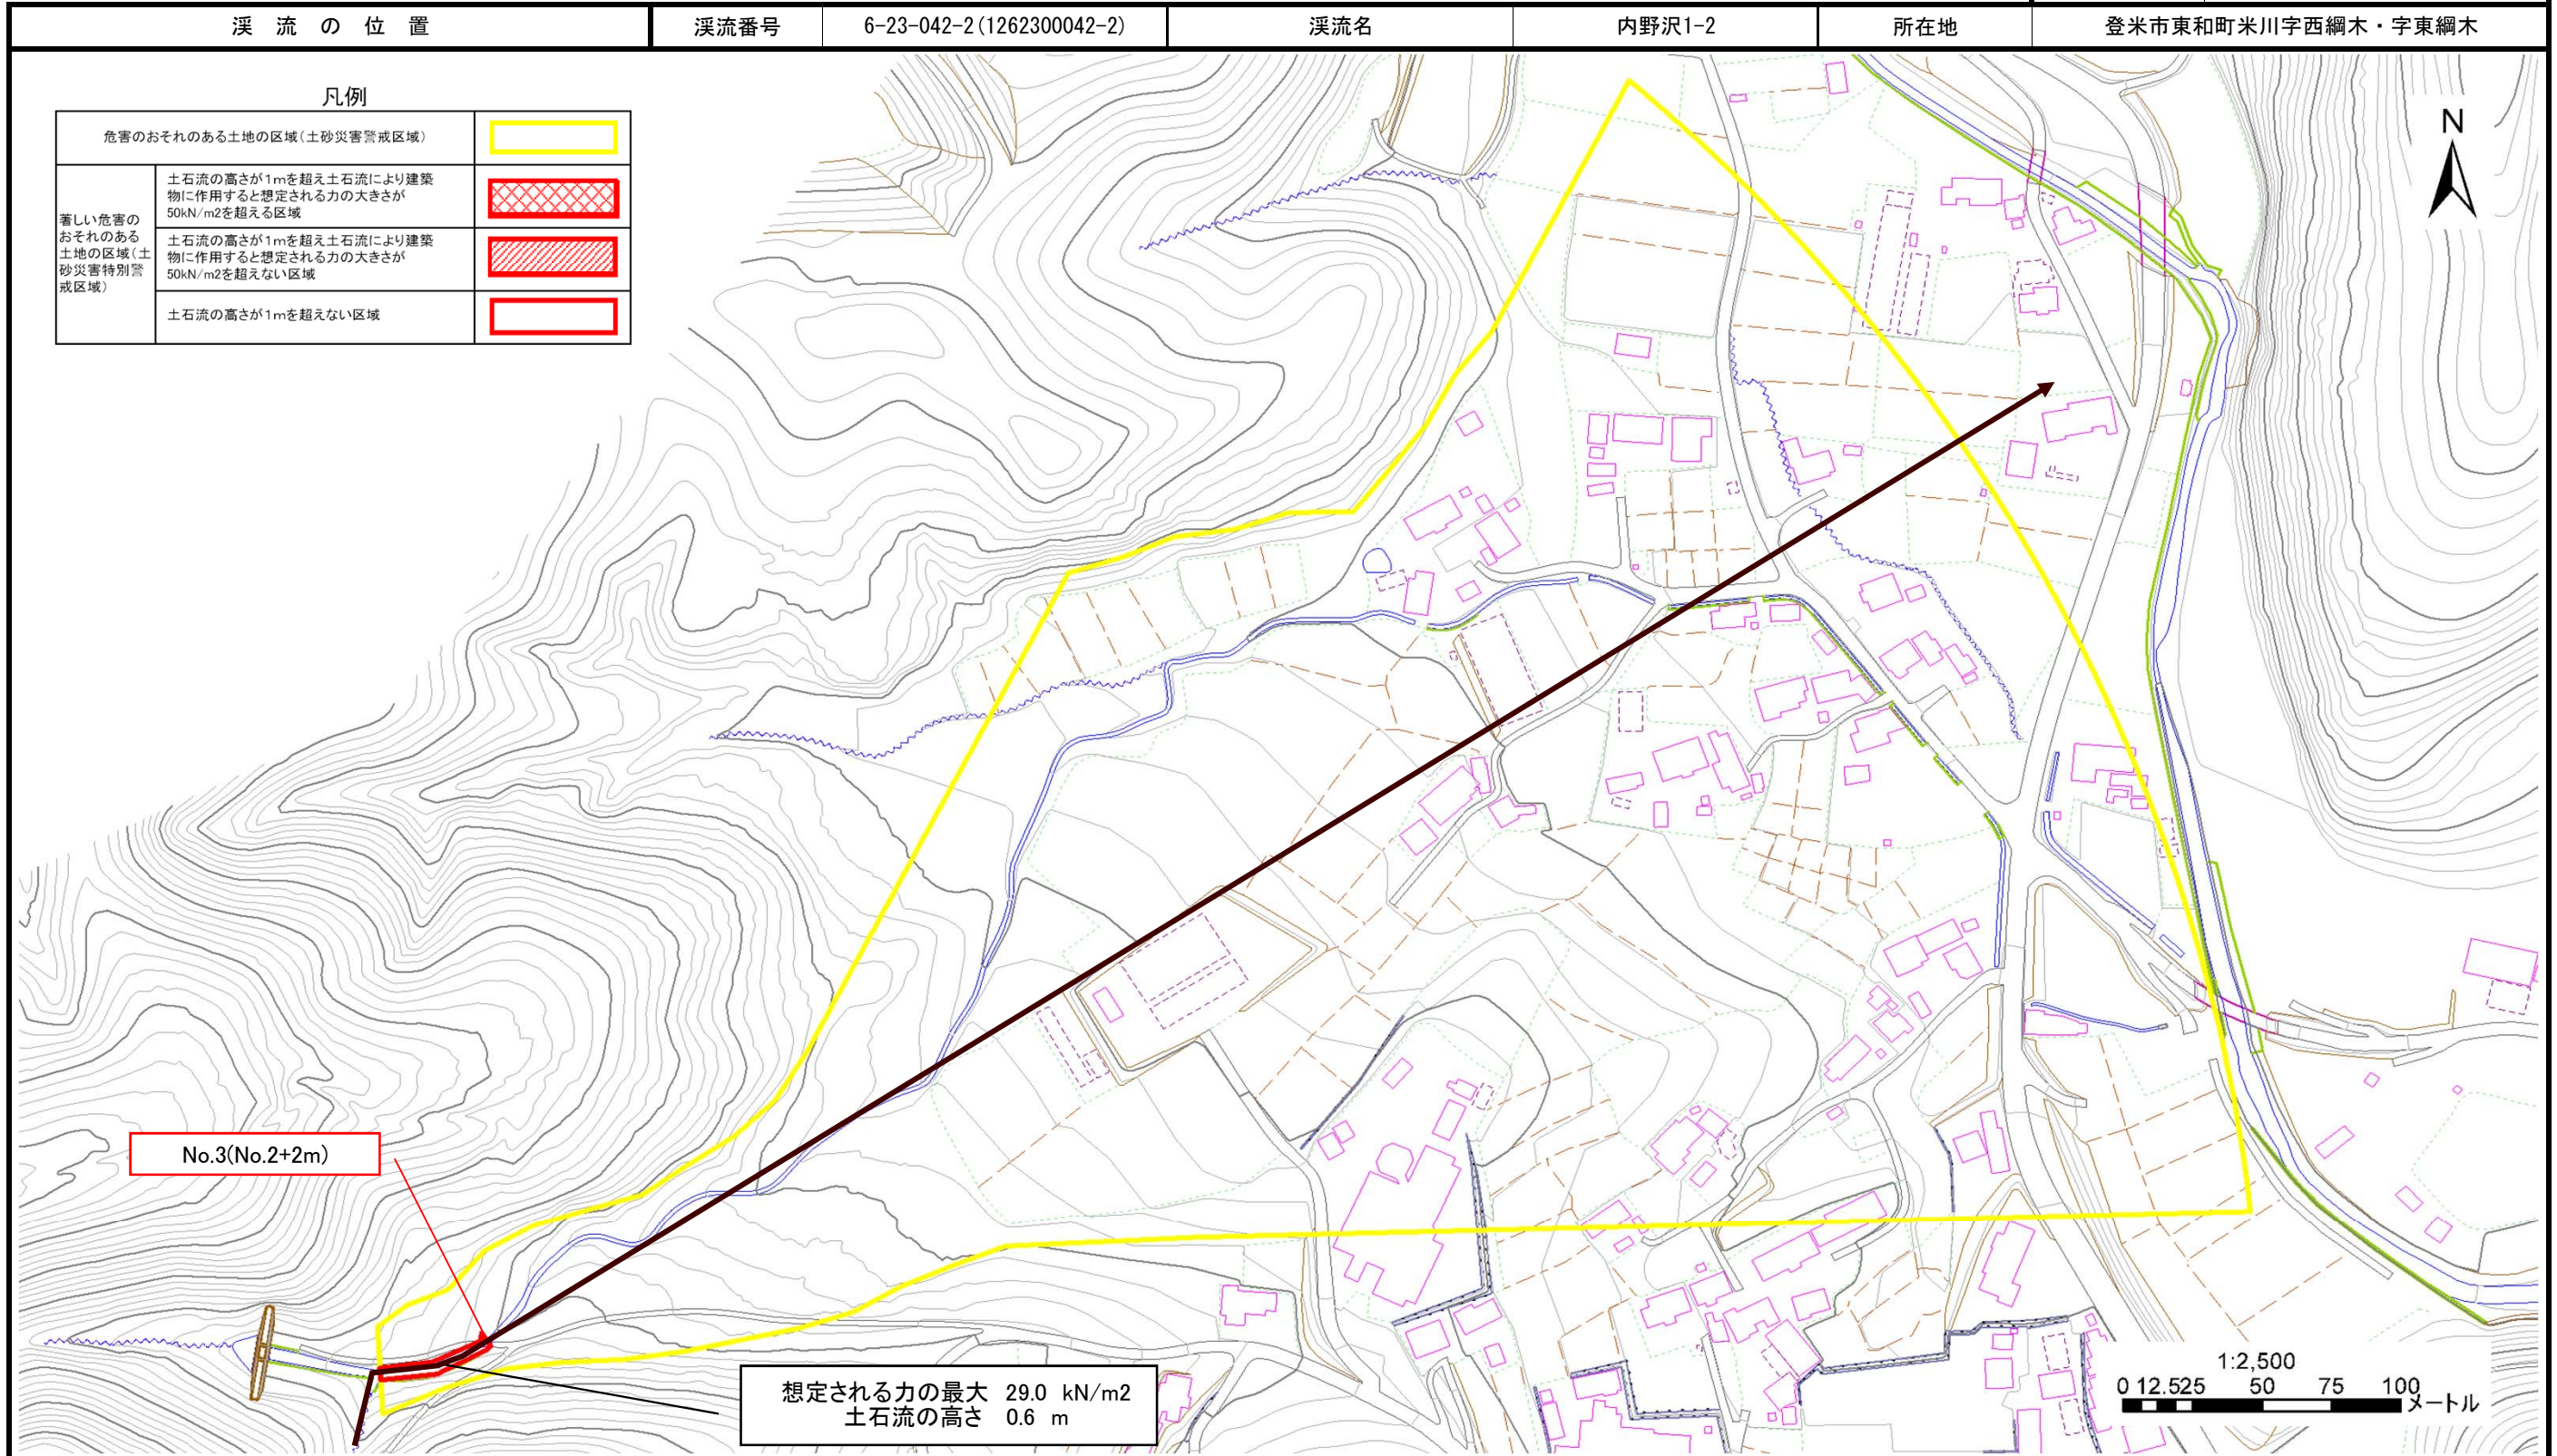 渓流の位置 渓流番号 6-23-042-2(1262300042-2) 渓流名 内野沢1-2 所在地 登米市東和町米川字西綱木・字東綱木
凡例
危害のおそれのある土地の区域(土砂災害警戒区域)
著しい危害の
おそれのある
土地の区域(土
砂災害特別警
戒区域)
土石流の高さが1mを超え土石流により建築
物に作用すると想定される力の大きさが
50kN/m2を超える区域
土石流の高さが1mを超え土石流により建築
物に作用すると想定される力の大きさが
50kN/m2を超えない区域
土石流の高さが1mを超えない区域
N
No.3(No.2+2m)
想定される力の最大 29.0 kN/m2
土石流の高さ 0.6 m
1:2,500
0 12.525 50 75 100
メートル